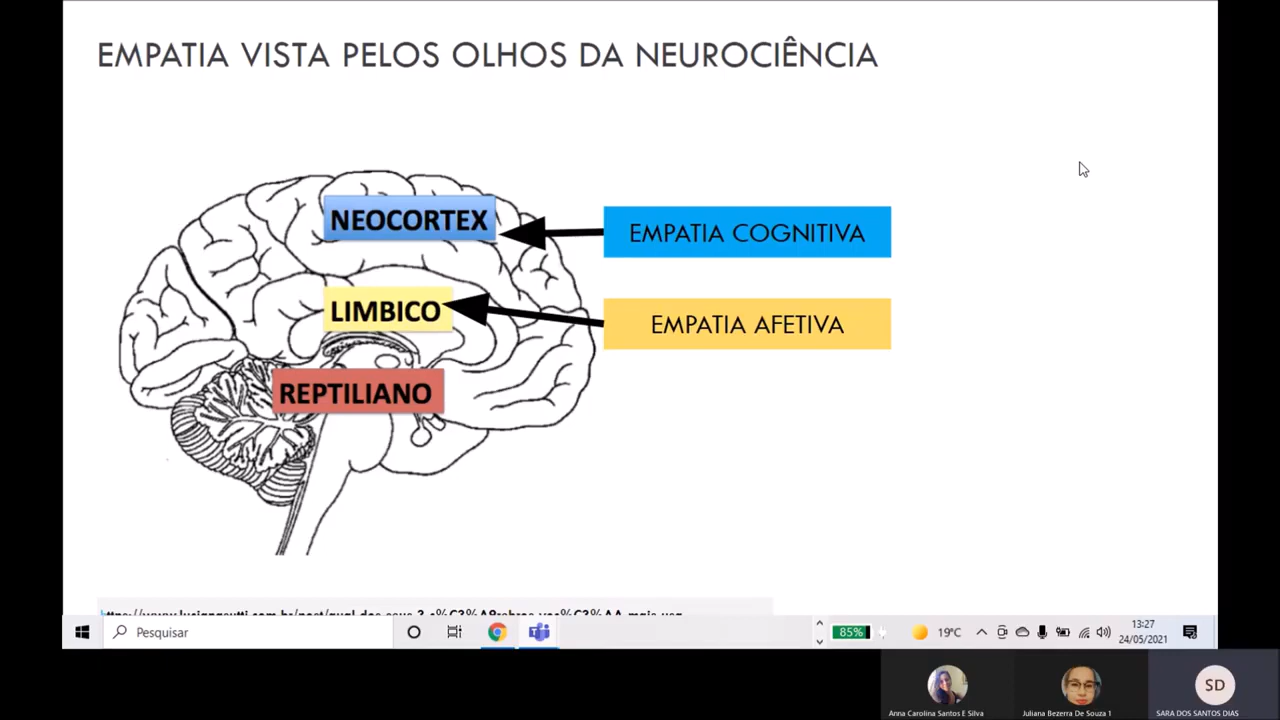 EMPATIA VISTA PELOS OLHOS DA NEUROCIÊNCIA
NEOCORTEX
EMPATIA COGNITIVA
LIMBICO
EMPATIA AFETIVA
REPTILIANO
Pesquisar
85%
19°C
13:27
24/05/2021
SD
Anna Carolina Santos E Silva
Juliana Bezerra De Souza 1
SARA DOS SANTOS DIAS